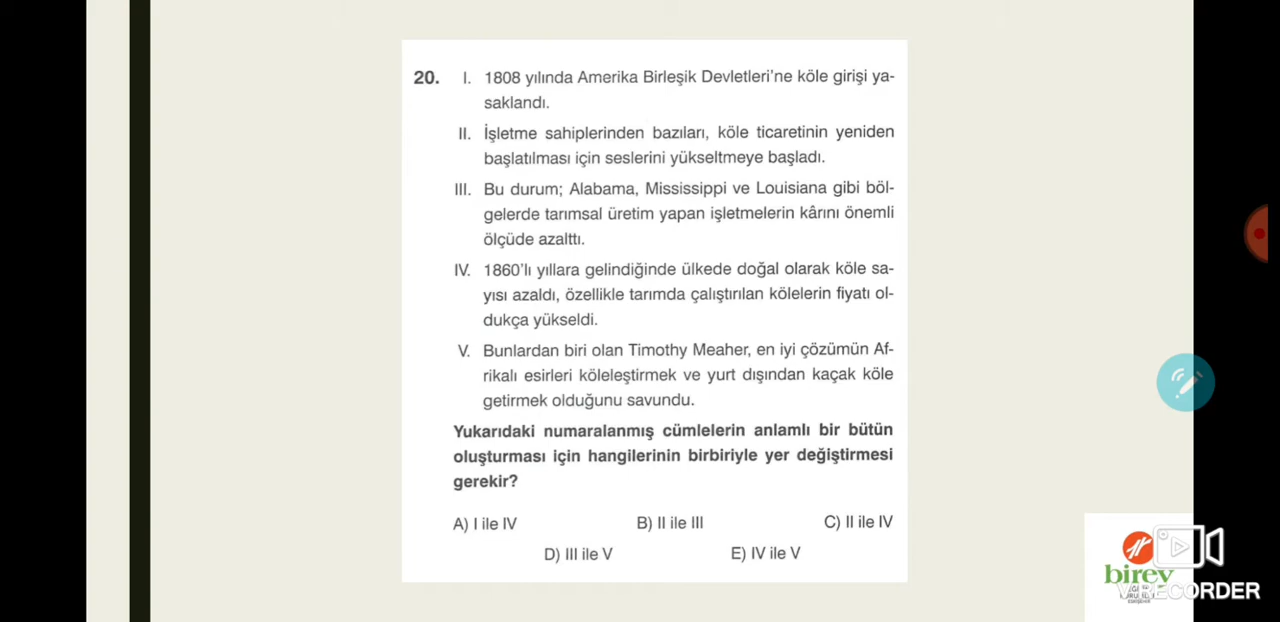 20. I. 1808 yılında Amerika Birleşik Devletleri'ne köle girişi ya-
saklandı.
II. İşletme sahiplerinden bazıları, köle ticaretinin yeniden
başlatılması için seslerini yükseltmeye başladı.
III. Bu durum; Alabama, Mississippi ve Louisiana gibi böl-
gelerde tarımsal üretim yapan işletmelerin kârını önemli
ölçüde azalttı.
IV. 1860'lı yıllara gelindiğinde ülkede doğal olarak köle sa-
yısı azaldı, özellikle tarımda çalıştırılan kölelerin fiyatı ol-
dukça yükseldi.
V. Bunlardan biri olan Timothy Meaher, en iyi çözümün Af-
rikalı esirleri köleleştirmek ve yurt dışından kaçak köle
getirmek olduğunu savundu.
Yukarıdaki numaralanmış cümlelerin anlamlı bir bütün
oluşturması için hangilerinin birbiriyle yer değiştirmesi
gerekir?
A) I ile IV B) II ile III C) II ile IV
D) III ile V E) IV ile V
birey
RECORDER